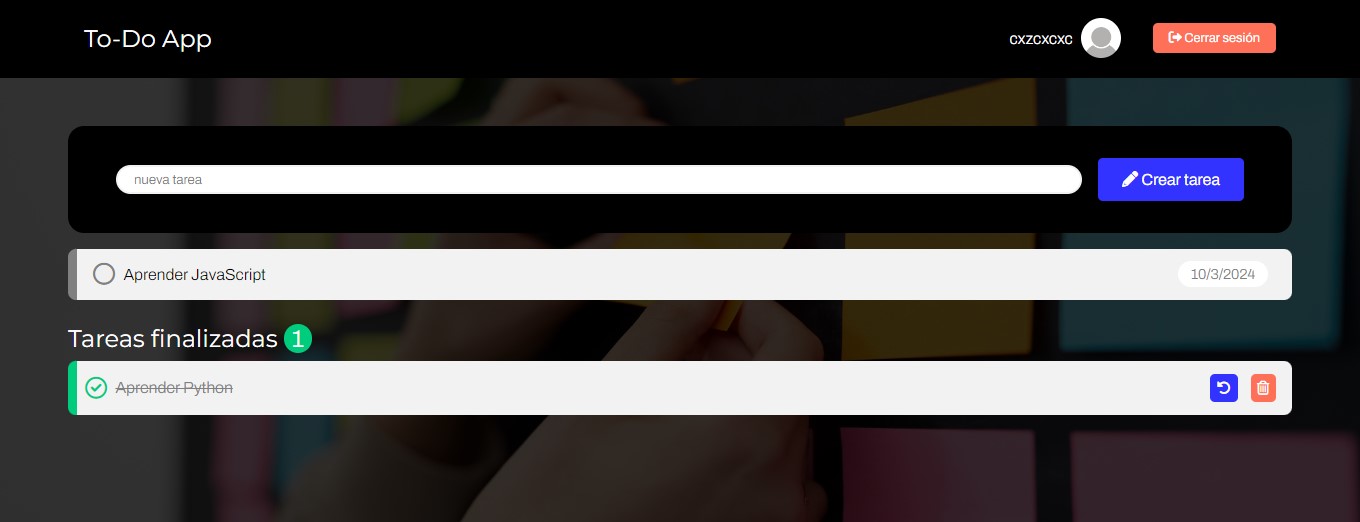 To-Do App
cxzcxcxc
Cerrar sesión
nueva tarea
Crear tarea
Aprender JavaScript
10/3/2024
Tareas finalizadas 1
Aprender Python